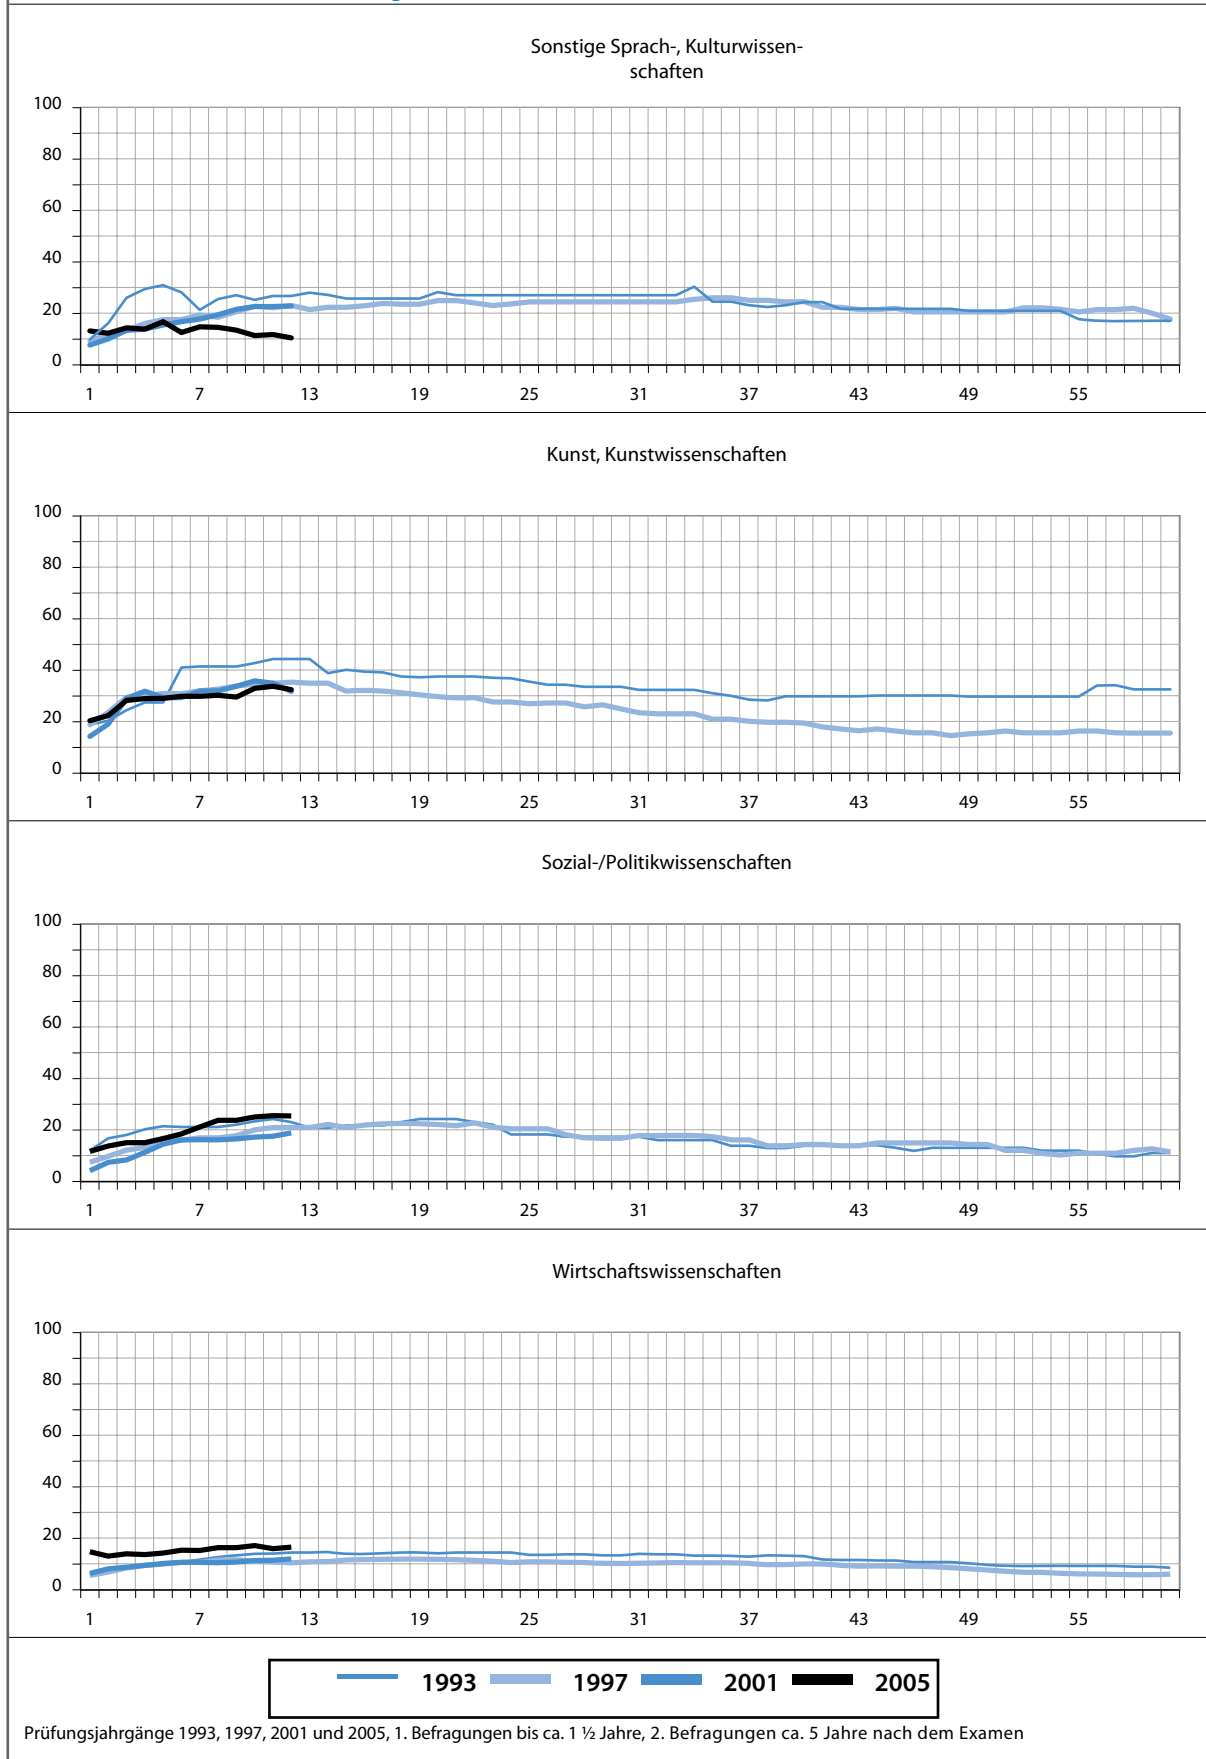 Sonstige Sprach-, Kulturwissen-
schaften
100
80
60
40
20
0
1 7 13 19 25 31 37 43 49 55
Kunst, Kunstwissenschaften
100
80
60
40
20
0
1 7 13 19 25 31 37 43 49 55
Sozial-/Politikwissenschaften
100
80
60
40
20
0
1 7 13 19 25 31 37 43 49 55
Wirtschaftswissenschaften
100
80
60
40
20
0
1 7 13 19 25 31 37 43 49 55
1993 1997 2001 2005
Prüfungsjahrgänge 1993, 1997, 2001 und 2005, 1. Befragungen bis ca. 1 ½ Jahre, 2. Befragungen ca. 5 Jahre nach dem Examen